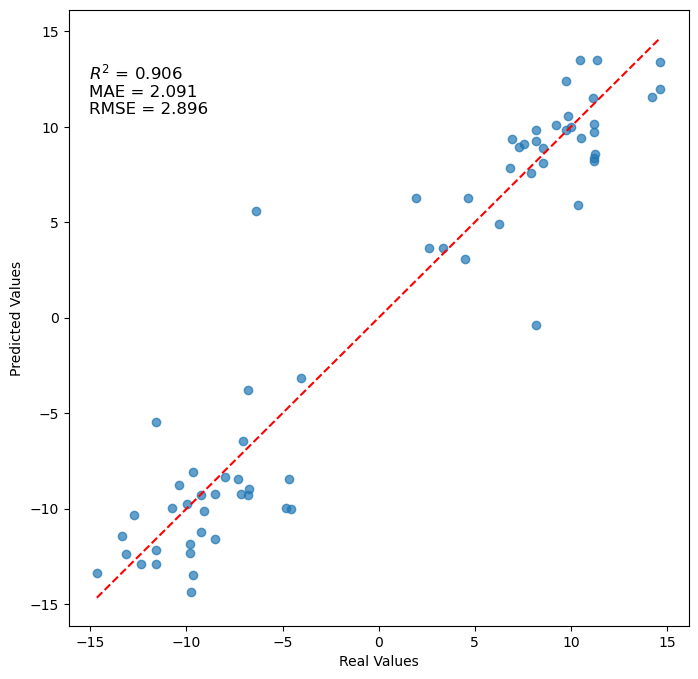 15
10
5
0
−5
−10
−15
R² = 0.906
MAE = 2.091
RMSE = 2.896
Predicted Values
−15 −10 −5 0 5 10 15
Real Values